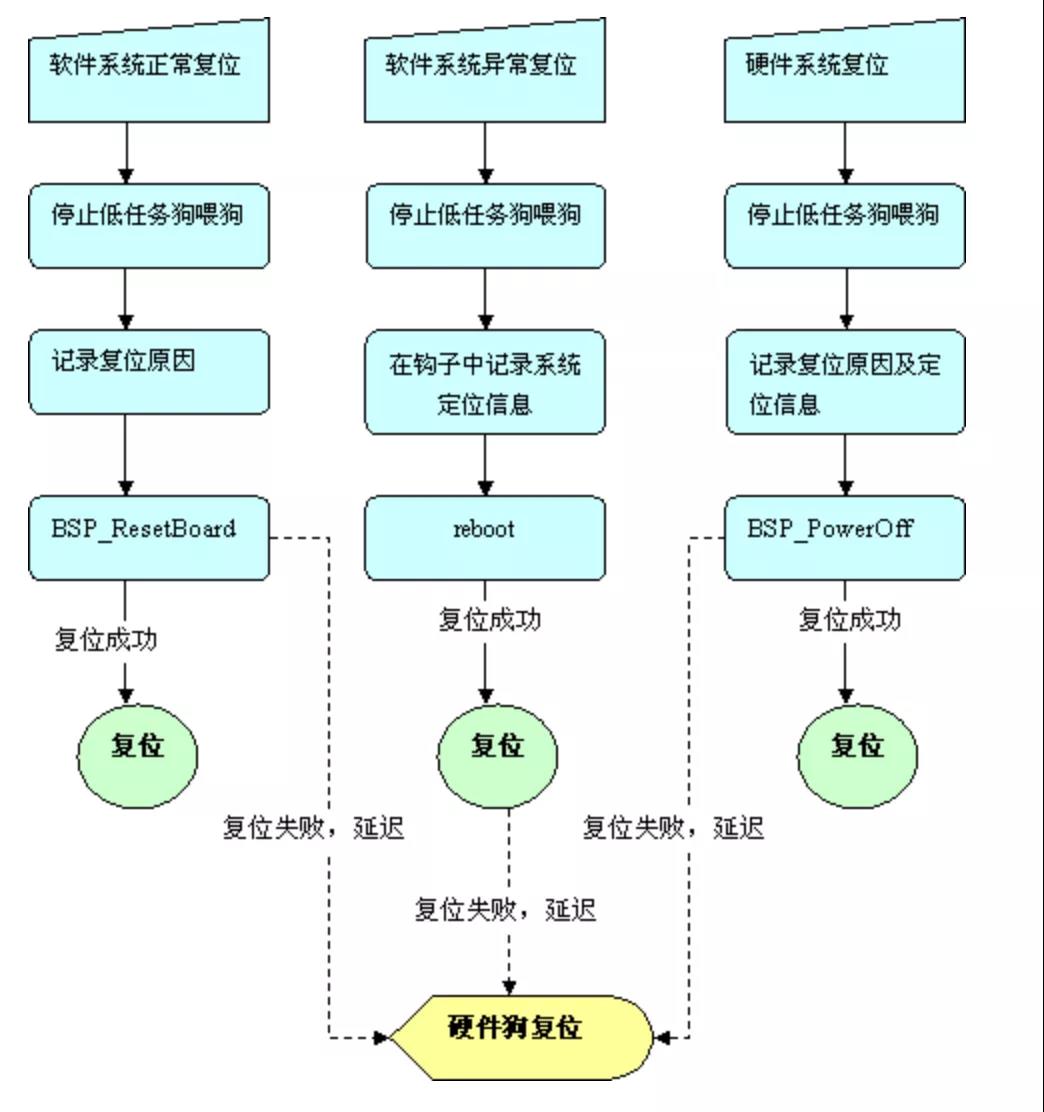 软件系统正常复位
软件系统异常复位
硬件系统复位
停止低任务狗喂狗
停止低任务狗喂狗
停止低任务狗喂狗
记录复位原因
在钩子中记录系统
定位信息
记录复位原因及定
位信息
BSP_ResetBoard
reboot
BSP_PowerOff
复位成功
复位成功
复位成功
复位
复位
复位
复位失败，延迟
复位失败，延迟
复位失败，延迟
硬件狗复位